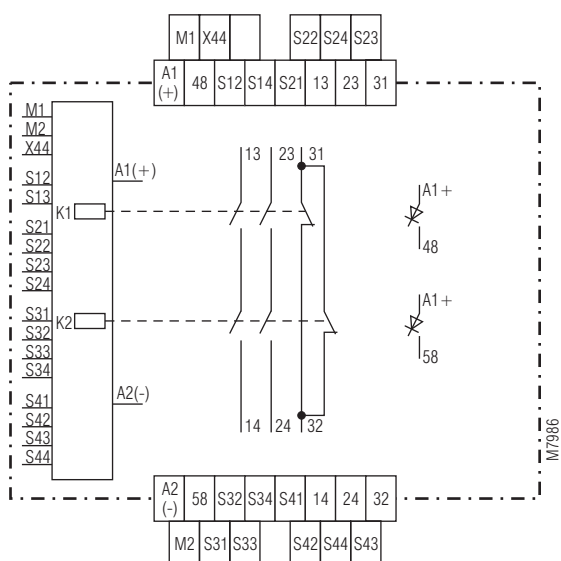 M1 X44 S22 S24 S23
A1 (+) 48 S12 S14 S21 13 23 31
M1
M2
X44
A1(+)
S12
S13
K1
S21
S22
S23
S24
S31
K2
S32
S33
S34
A2(-)
S41
S42
S43
S44
13 23 31
14 24 32
A1+
48
A1+
58
M7986
A2 (-) 58 S32 S34 S41 14 24 32
M2 S31 S33 S42 S44 S43